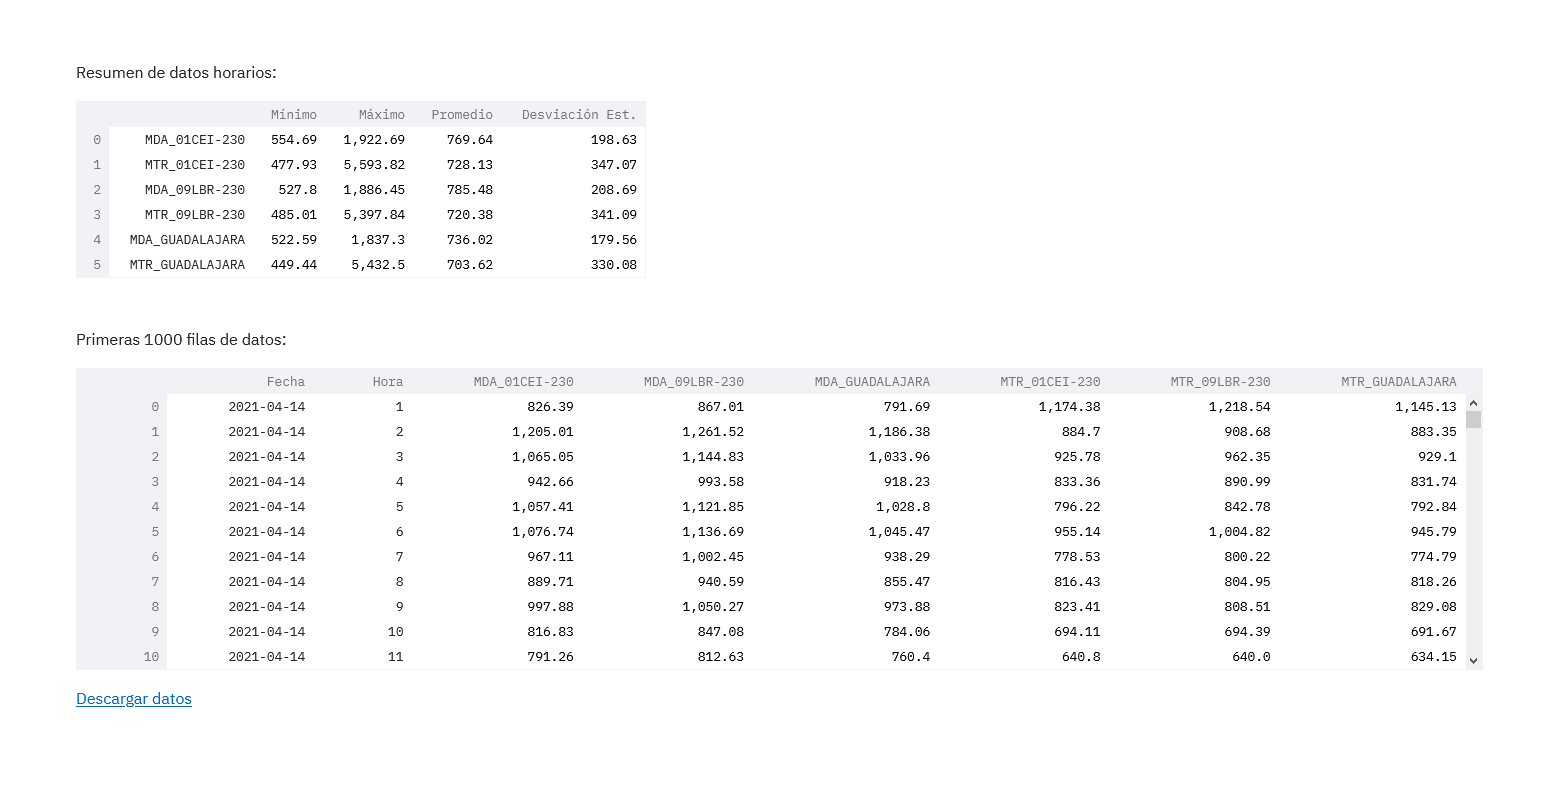 Resumen de datos horarios:
Mínimo Máximo Promedio Desviación Est.
0 MDA_01CEI-230 554.69 1,922.69 769.64 198.63
1 MTR_01CEI-230 477.93 5,593.82 728.13 347.07
2 MDA_09LBR-230 527.8 1,886.45 785.48 208.69
3 MTR_09LBR-230 485.01 5,397.84 720.38 341.09
4 MDA_GUADALAJARA 522.59 1,837.3 736.02 179.56
5 MTR_GUADALAJARA 449.44 5,432.5 703.62 330.08
Primeras 1000 filas de datos:
Fecha Hora MDA_01CEI-230 MDA_09LBR-230 MDA_GUADALAJARA MTR_01CEI-230 MTR_09LBR-230 MTR_GUADALAJARA
0 2021-04-14 1 826.39 867.01 791.69 1,174.38 1,218.54 1,145.13
1 2021-04-14 2 1,205.01 1,261.52 1,186.38 884.7 908.68 883.35
2 2021-04-14 3 1,065.05 1,144.83 1,033.96 925.78 962.35 929.1
3 2021-04-14 4 942.66 993.58 918.23 833.36 890.99 831.74
4 2021-04-14 5 1,057.41 1,121.85 1,028.8 796.22 842.78 792.84
5 2021-04-14 6 1,076.74 1,136.69 1,045.47 955.14 1,004.82 945.79
6 2021-04-14 7 967.11 1,002.45 938.29 778.53 800.22 774.79
7 2021-04-14 8 889.71 940.59 855.47 816.43 804.95 818.26
8 2021-04-14 9 997.88 1,050.27 973.88 823.41 808.51 829.08
9 2021-04-14 10 816.83 847.08 784.06 694.11 694.39 691.67
10 2021-04-14 11 791.26 812.63 760.4 640.8 640.0 634.15
Descargar datos